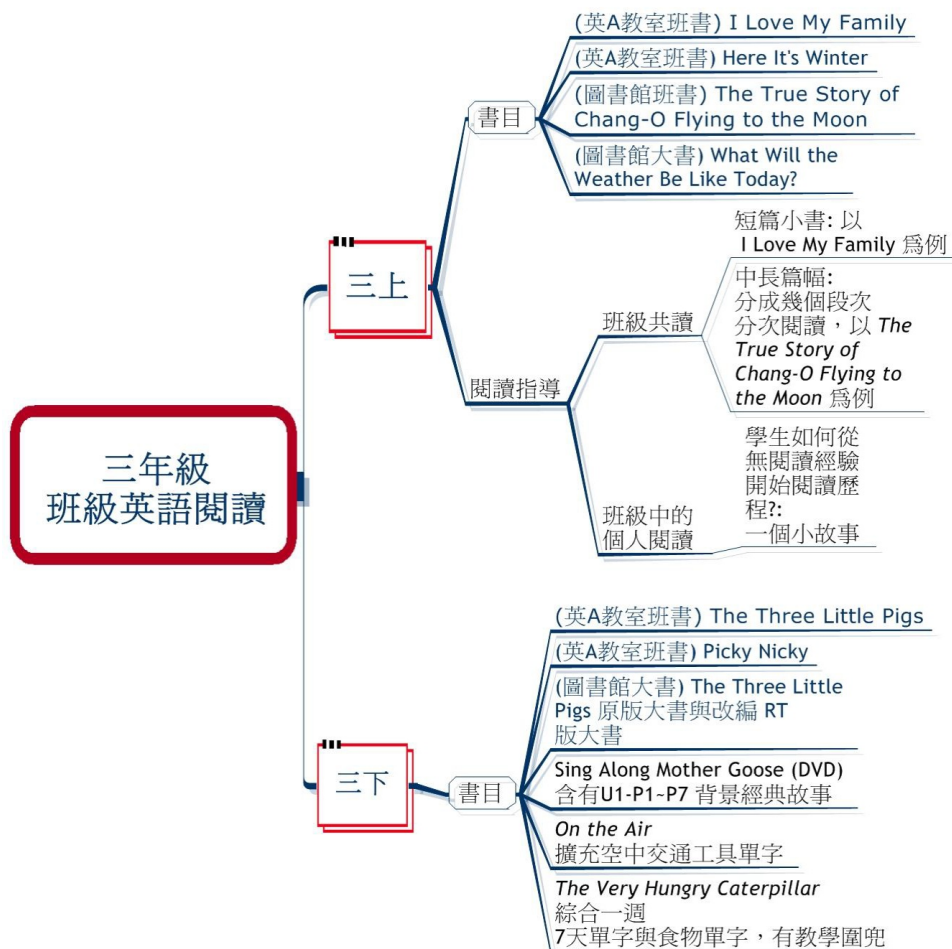 三年級
班級英語閱讀
三上
書目
(英A教室班書) I Love My Family
(英A教室班書) Here It's Winter
(圖書館班書) The True Story of
Chang-O Flying to the Moon
(圖書館大書) What Will the
Weather Be Like Today?
閱讀指導
班級共讀
短篇小書: 以
I Love My Family 爲例
中長篇幅:
分成幾個段次
分次閱讀，以 The
True Story of
Chang-O Flying to
the Moon 爲例
班級中的
個人閱讀
學生如何從
無閱讀經驗
開始閱讀歷
程?:
一個小故事
三下
書目
(英A教室班書) The Three Little Pigs
(英A教室班書) Picky Nicky
(圖書館大書) The Three Little
Pigs 原版大書與改編 RT
版大書
Sing Along Mother Goose (DVD)
含有U1-P1~P7 背景經典故事
On the Air
擴充空中交通工具單字
The Very Hungry Caterpillar
綜合一週
7天單字與食物單字，有教學圍兜